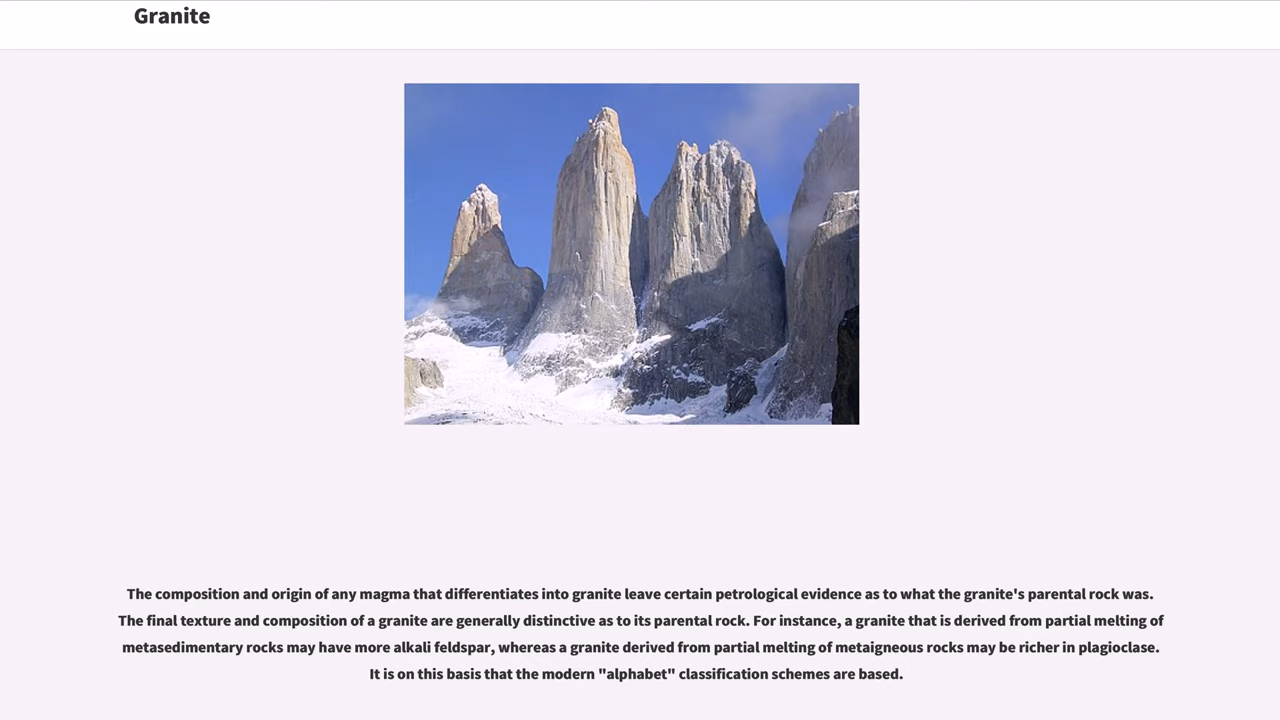 Granite
The composition and origin of any magma that differentiates into granite leave certain petrological evidence as to what the granite's parental rock was.
The final texture and composition of a granite are generally distinctive as to its parental rock. For instance, a granite that is derived from partial melting of
metasedimentary rocks may have more alkali feldspar, whereas a granite derived from partial melting of metaigneous rocks may be richer in plagioclase.
It is on this basis that the modern "alphabet" classification schemes are based.